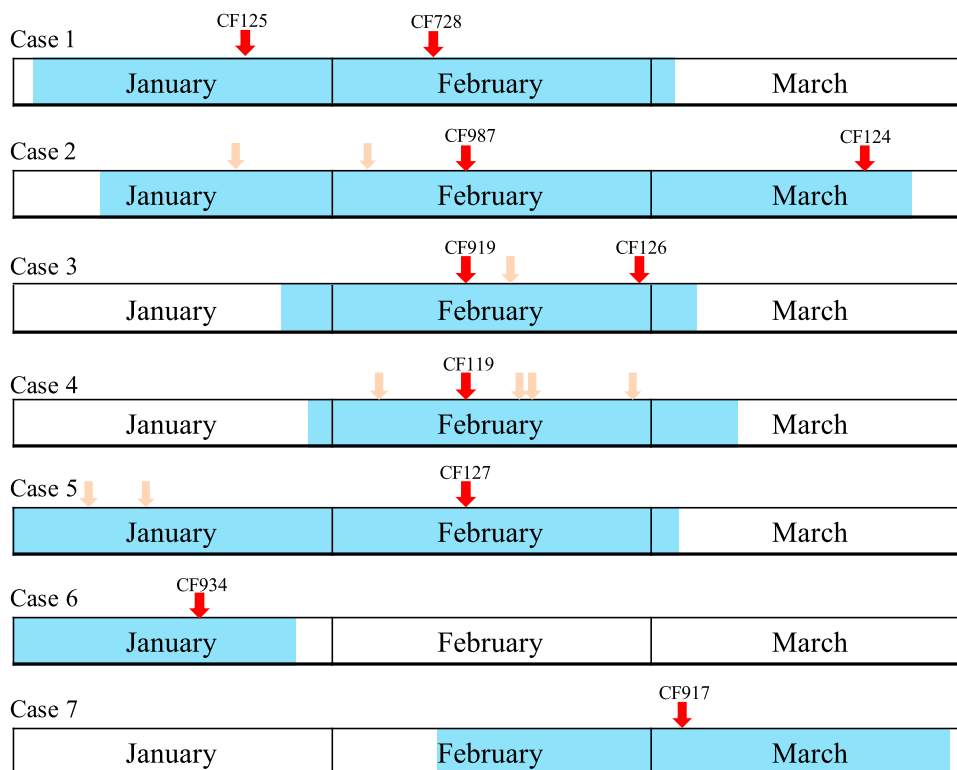 CF125 CF728
Case 1
January February March
CF987 CF124
Case 2
January February March
CF919 CF126
Case 3
January February March
CF119
Case 4
January February March
CF127
Case 5
January February March
CF934
Case 6
January February March
CF917
Case 7
January February March